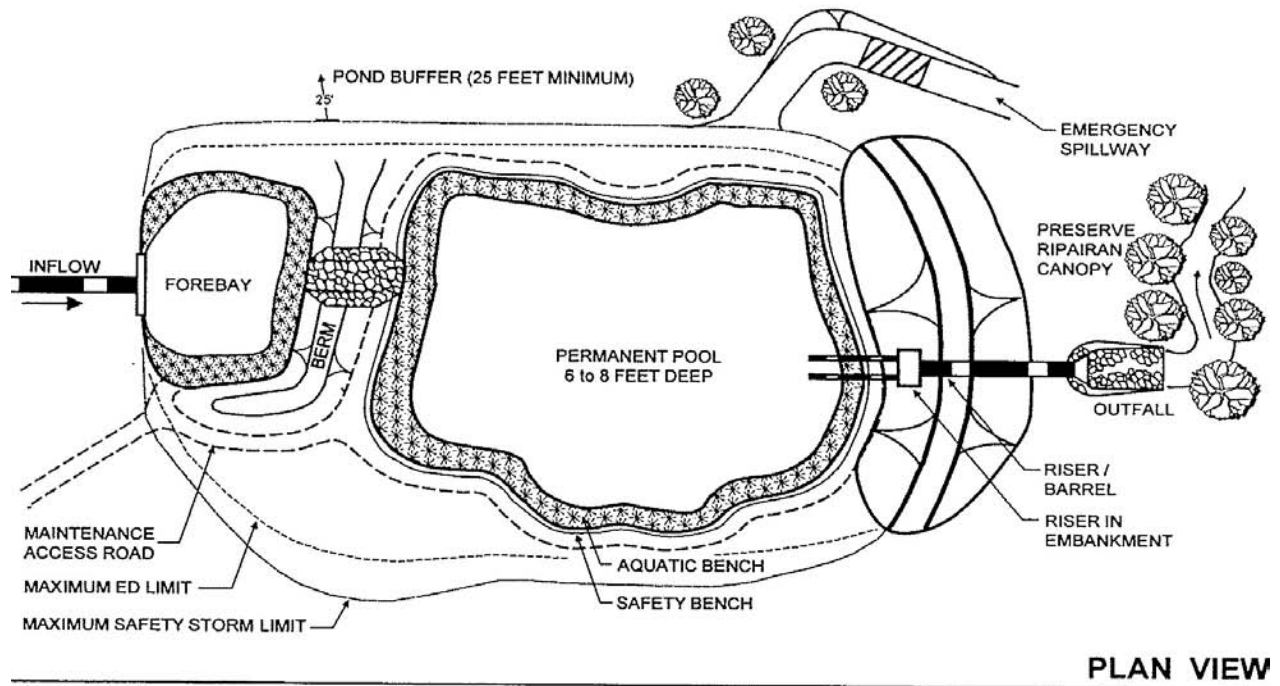 POND BUFFER (25 FEET MINIMUM)
25'
EMERGENCY
SPILLWAY
PRESERVE
RIPAIRAN
CANOPY
INFLOW
FOREBAY
BERM
PERMANENT POOL
6 to 8 FEET DEEP
OUTFALL
RISER /
BARREL
RISER IN
EMBANKMENT
MAINTENANCE
ACCESS ROAD
AQUATIC BENCH
MAXIMUM ED LIMIT
SAFETY BENCH
MAXIMUM SAFETY STORM LIMIT
PLAN VIEW